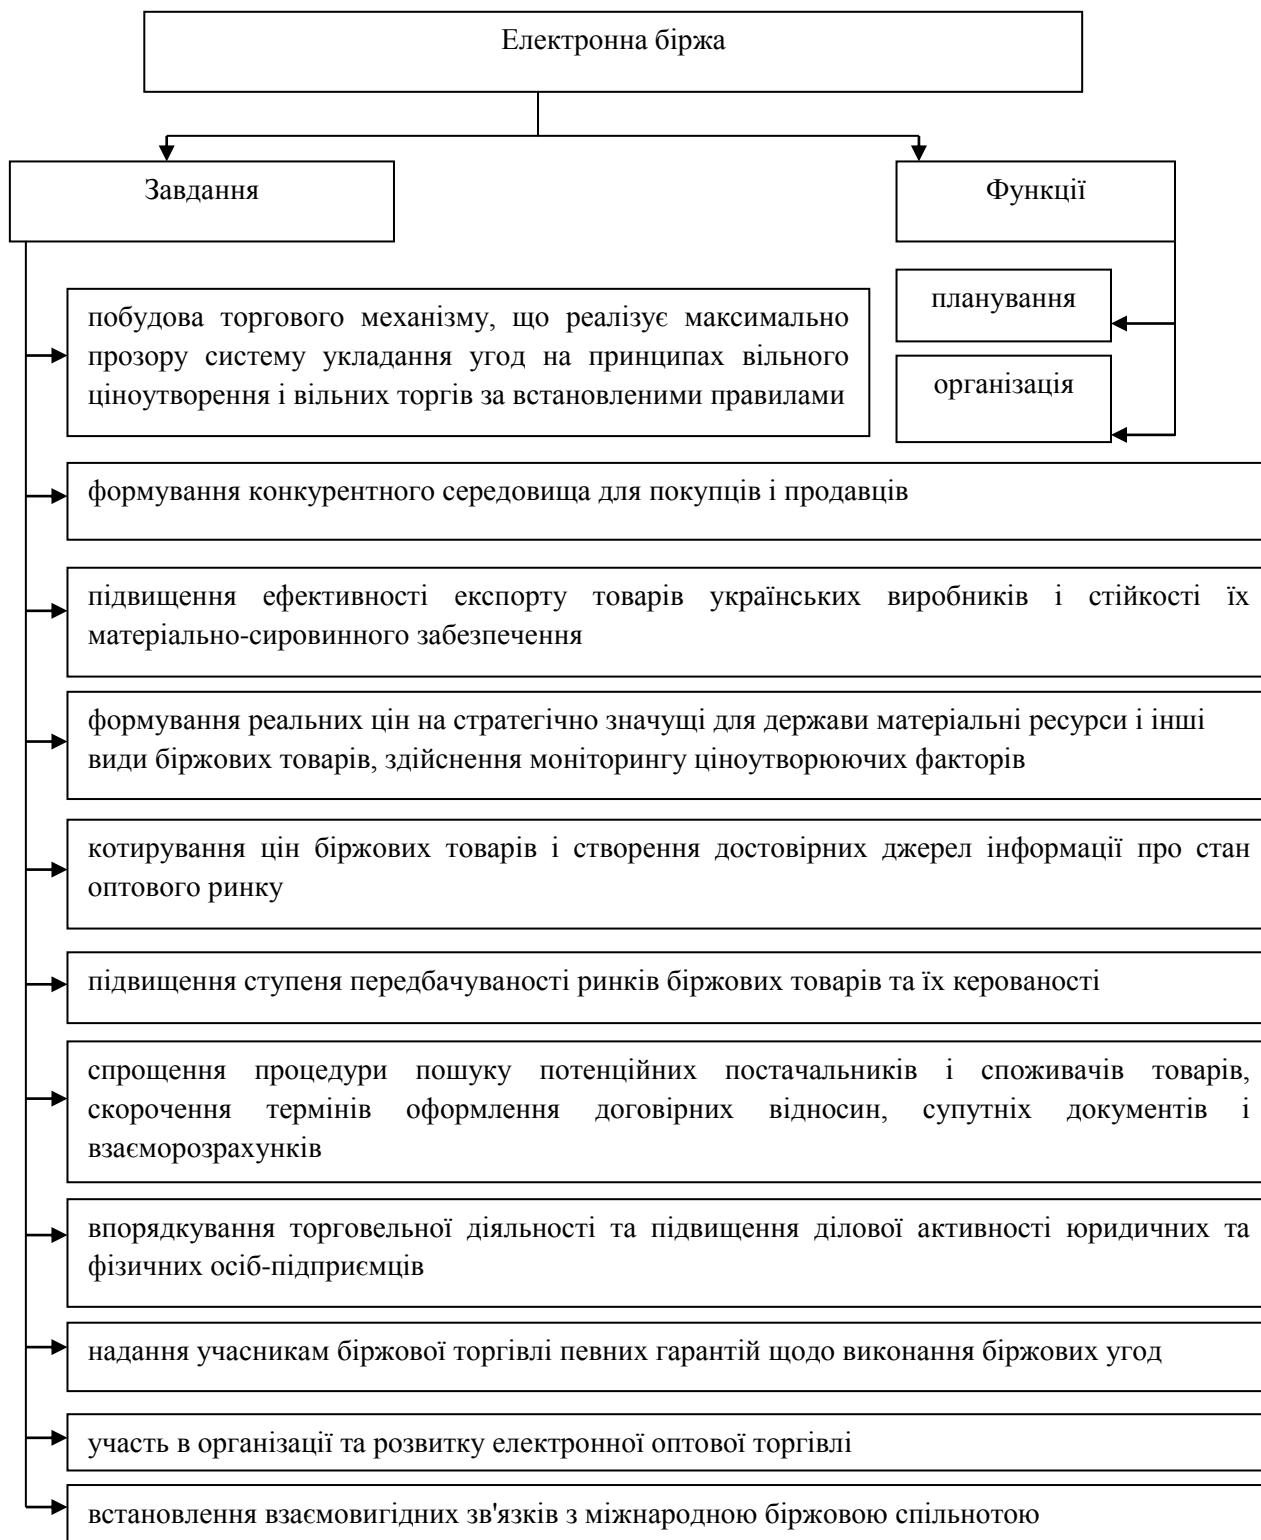 Електронна біржа
Завдання
Функції
побудова торгового механізму, що реалізує максимально
прозору систему укладання угод на принципах вільного
ціноутворення і вільних торгів за встановленими правилами
планування
організація
формування конкурентного середовища для покупців і продавців
підвищення ефективності експорту товарів українських виробників і стійкості їх
матеріально-сировинного забезпечення
формування реальних цін на стратегічно значущі для держави матеріальні ресурси і інші
види біржових товарів, здійснення моніторингу ціноутворюючих факторів
котирування цін біржових товарів і створення достовірних джерел інформації про стан
оптового ринку
підвищення ступеня передбачуваності ринків біржових товарів та їх керованості
спрощення процедури пошуку потенційних постачальників і споживачів товарів,
скорочення термінів оформлення договірних відносин, супутніх документів і
взаєморозрахунків
впорядкування торговельної діяльності та підвищення ділової активності юридичних та
фізичних осіб-підприємців
надання учасникам біржової торгівлі певних гарантій щодо виконання біржових угод
участь в організації та розвитку електронної оптової торгівлі
встановлення взаємовигідних зв'язків з міжнародною біржовою спільнотою